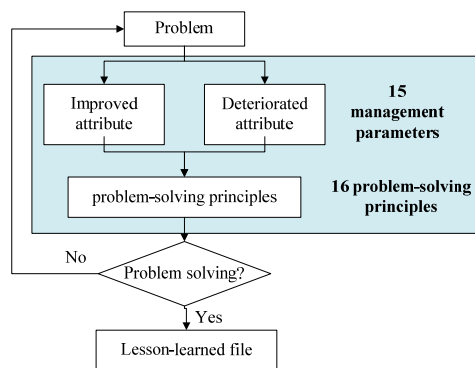 Problem
Improved
attribute
Deteriorated
attribute
15
management
parameters
problem-solving principles
16 problem-solving
principles
No
Problem solving?
Yes
Lesson-learned file